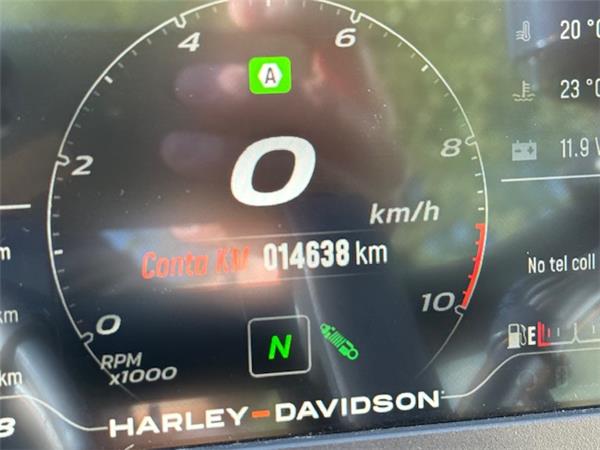 4
6
20 °C
A
23 °C
2
0
8
11.9 V
km/h
Conta KM 014638 km
m
No tel coll
km
0
10
N
E
RPM
x1000
km
HARLEY-DAVIDSON